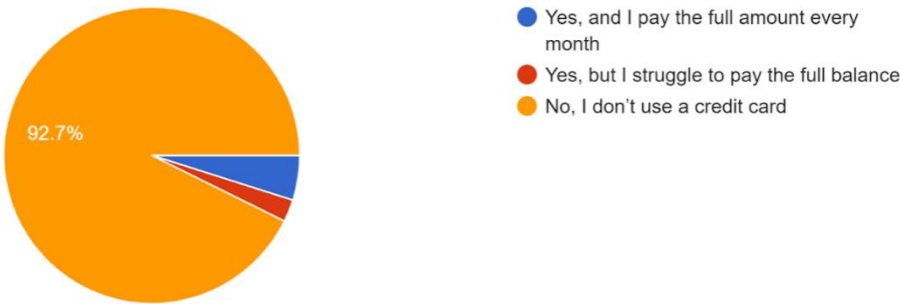 92.7%
Yes, and I pay the full amount every
month
Yes, but I struggle to pay the full balance
No, I don’t use a credit card